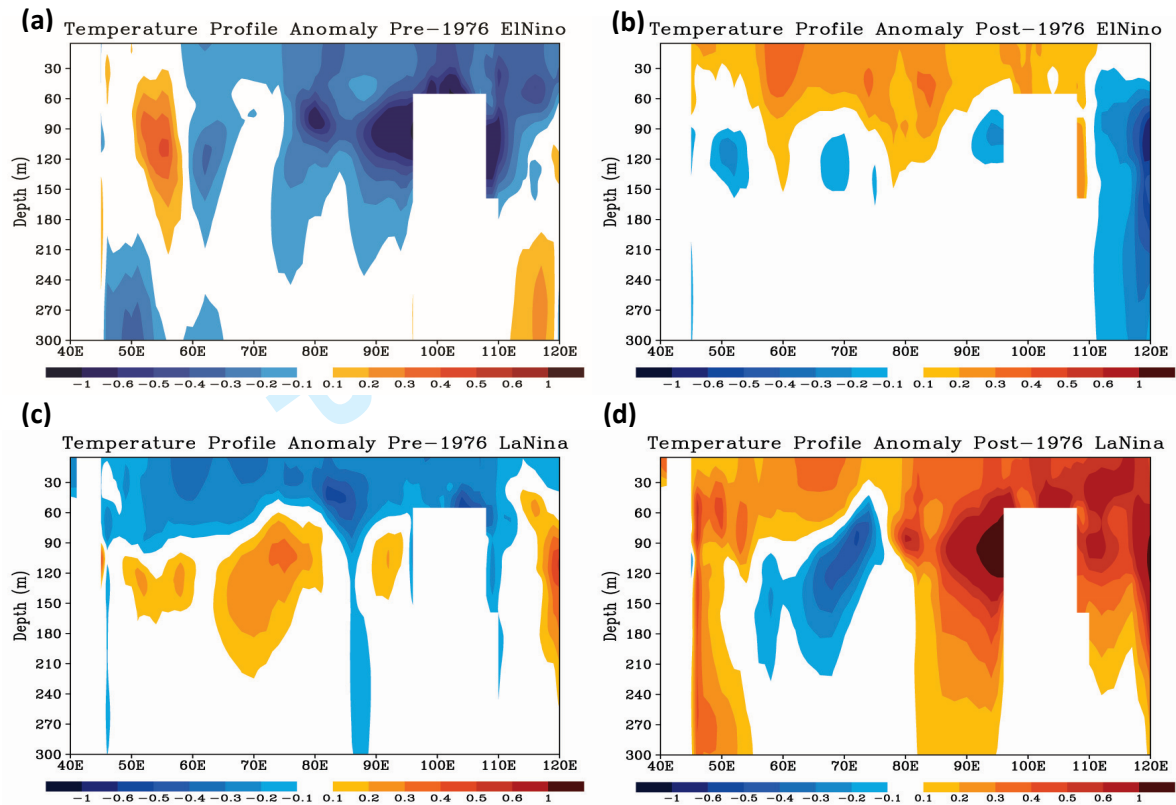 (a)
Temperature Profile Anomaly Pre−1976 ElNino
Depth (m)
30
60
90
120
150
180
210
240
270
300
40E 50E 60E 70E 80E 90E 100E 110E 120E
−1 −0.6 −0.5 −0.4 −0.3 −0.2 −0.1 0.1 0.2 0.3 0.4 0.5 0.6 1
(b)
Temperature Profile Anomaly Post−1976 ElNino
Depth (m)
30
60
90
120
150
180
210
240
270
300
40E 50E 60E 70E 80E 90E 100E 110E 120E
−1 −0.6 −0.5 −0.4 −0.3 −0.2 −0.1 0.1 0.2 0.3 0.4 0.5 0.6 1
(c)
Temperature Profile Anomaly Pre−1976 LaNina
Depth (m)
30
60
90
120
150
180
210
240
270
300
40E 50E 60E 70E 80E 90E 100E 110E 120E
−1 −0.6 −0.5 −0.4 −0.3 −0.2 −0.1 0.1 0.2 0.3 0.4 0.5 0.6 1
(d)
Temperature Profile Anomaly Post−1976 LaNina
Depth (m)
30
60
90
120
150
180
210
240
270
300
40E 50E 60E 70E 80E 90E 100E 110E 120E
−1 −0.6 −0.5 −0.4 −0.3 −0.2 −0.1 0.1 0.2 0.3 0.4 0.5 0.6 1